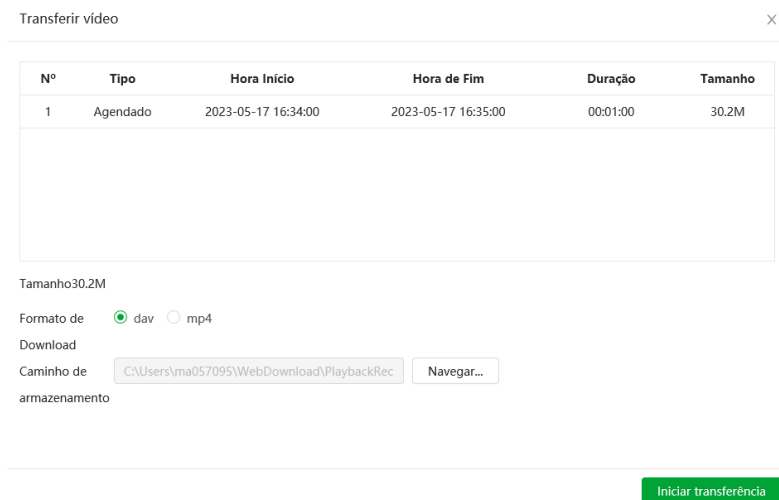 Transferir vídeo
Nº Tipo Hora Início Hora de Fim Duração Tamanho
1 Agendado 2023-05-17 16:34:00 2023-05-17 16:35:00 00:01:00 30.2M
Tamanho30.2M
Formato de Download dav mp4
Caminho de armazenamento C:\Users\ma057095\WebDownload\PlaybackRec Navegar...
Iniciar transferência